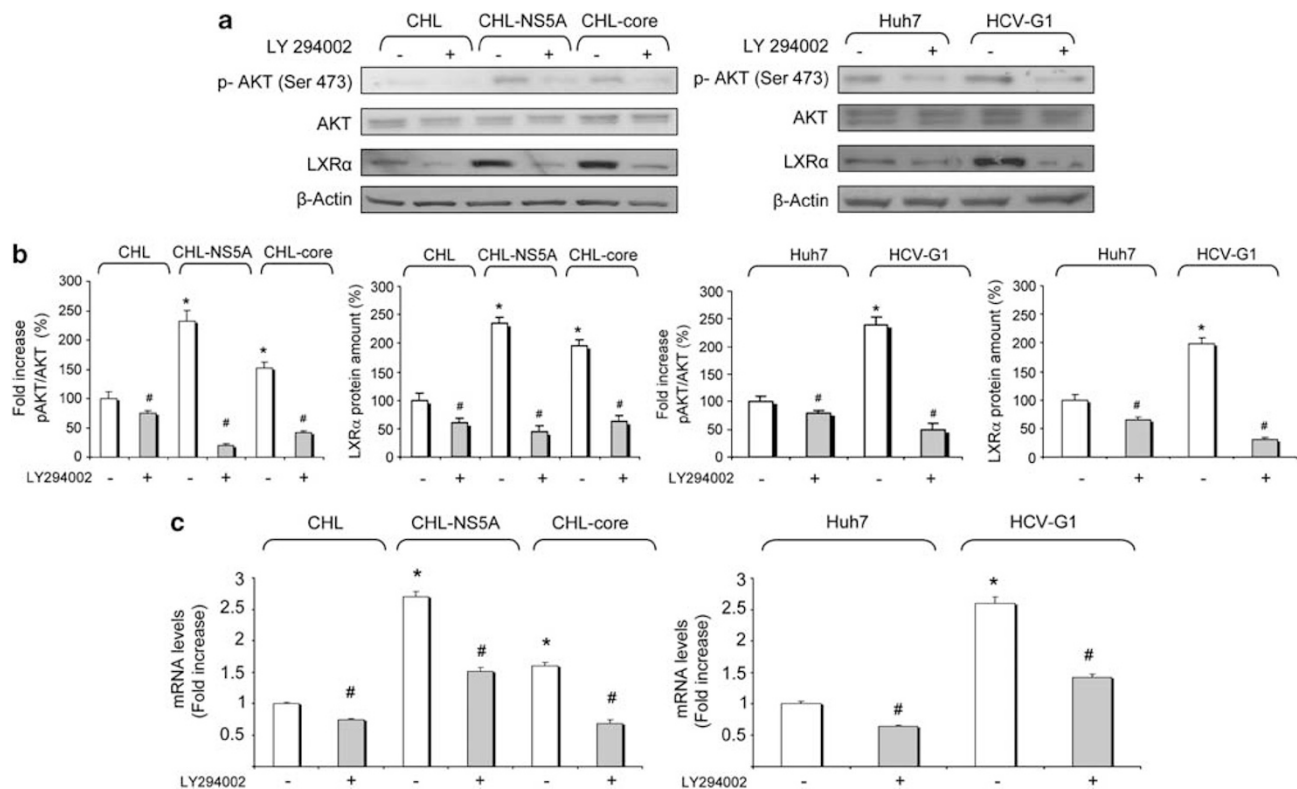 a
CHL CHL-NS5A CHL-core
LY 294002 - + - + - +
p- AKT (Ser 473)
AKT
LXRα
β-Actin
Huh7 HCV-G1
LY 294002 - + - +
p- AKT (Ser 473)
AKT
LXRα
β-Actin
b
CHL CHL-NS5A CHL-core
Fold increase
pAKT/AKT (%)
300
250
200
150
100
50
* *
# # #
LY294002 - + - + - +
CHL CHL-NS5A CHL-core
LXRα protein amount (%)
300
250
200
150
100
50
0
* *
# # #
- + - + - +
Huh7 HCV-G1
Fold increase
pAKT/AKT (%)
300
250
200
150
100
50
*
# #
LY294002 - + - +
Huh7 HCV-G1
LXRα protein amount (%)
300
250
200
150
100
50
0
*
# #
- + - +
c
CHL CHL-NS5A CHL-core
mRNA levels
(Fold increase)
3
2.5
2
1.5
1
0.5
* *
# # #
LY294002 - + - + - +
Huh7 HCV-G1
mRNA levels
(Fold increase)
3
2.5
2
1.5
1
0.5
*
# #
LY294002 - + - +